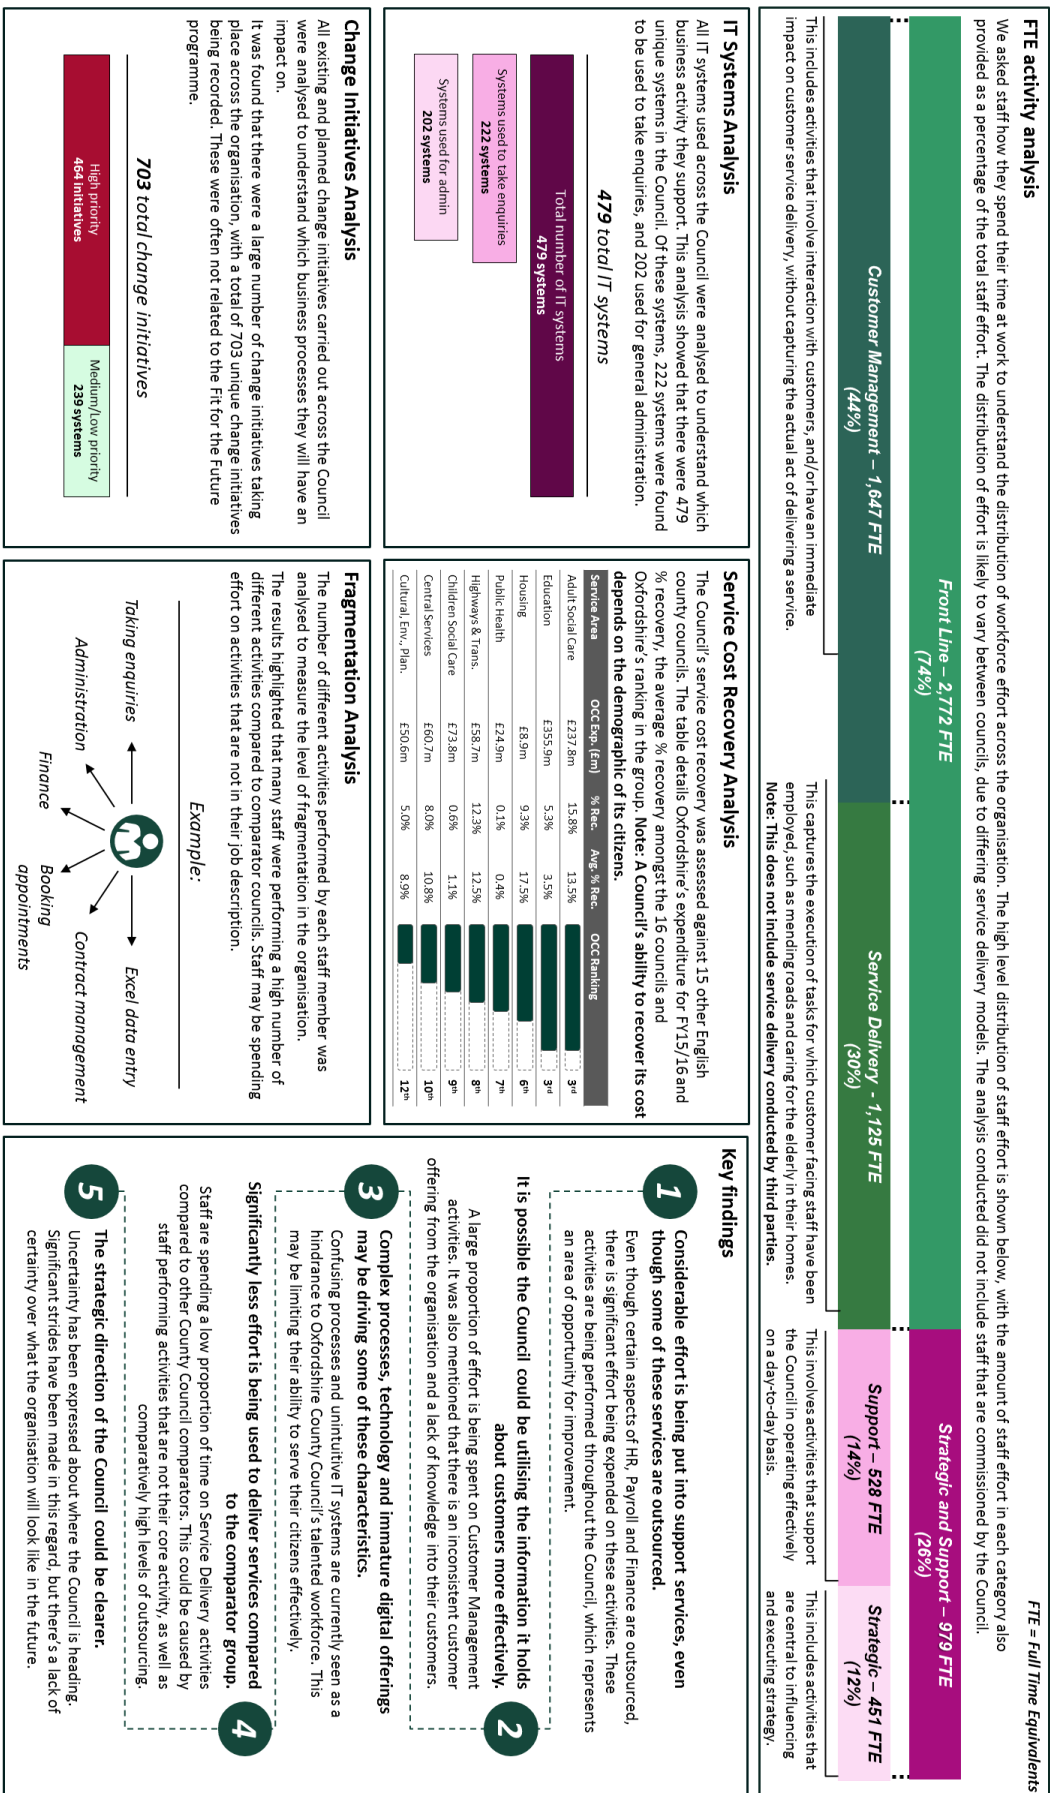 FTE activity analysis
FTE = Full Time Equivalents
We asked staff how they spend their time at work to understand the distribution of workforce effort across the organisation. The high level distribution of staff effort is shown below, with the amount of staff effort in each category also
provided as a percentage of the total staff effort. The distribution of effort is likely to vary between councils, due to differing service delivery models. The analysis conducted did not include staff that are commissioned by the Council.
Front Line – 2,772 FTE
(74%)
Strategic and Support – 979 FTE
(26%)
Customer Management – 1,647 FTE
(44%)
Service Delivery - 1,125 FTE
(30%)
Support – 528 FTE
(14%)
Strategic – 451 FTE
(12%)
This includes activities that involve interaction with customers, and/or have an immediate
impact on customer service delivery, without capturing the actual act of delivering a service.
This captures the execution of tasks for which customer facing staff have been
employed, such as mending roads and caring for the elderly in their homes.
Note: This does not include service delivery conducted by third parties.
This involves activities that support
the Council in operating effectively
on a day-to-day basis.
This includes activities that
are central to influencing
and executing strategy.
IT Systems Analysis
All IT systems used across the Council were analysed to understand which
business activity they support. This analysis showed that there were 479
unique systems in the Council. Of these systems, 222 systems were found
to be used to take enquiries, and 202 used for general administration.
479 total IT systems
Total number of IT systems
479 systems
Systems used to take enquiries
222 systems
Systems used for admin
202 systems
Service Cost Recovery Analysis
The Council's service cost recovery was assessed against 15 other English
county councils. The table details Oxfordshire's expenditure for FY15/16 and
% recovery, the average % recovery amongst the 16 councils and
Oxfordshire's ranking in the group. Note: A Council's ability to recover its cost
depends on the demographic of its citizens.
Service Area OCC Exp. (£m) % Rec. Avg. % Rec. OCC Ranking
Adult Social Care £237.8m 15.8% 13.5% 3rd
Education £355.9m 5.3% 3.5% 3rd
Housing £8.9m 9.3% 17.5% 6th
Public Health £24.9m 0.1% 0.4% 7th
Highways & Trans. £58.7m 12.3% 12.5% 8th
Children Social Care £73.8m 0.6% 1.1% 9th
Central Services £60.7m 8.0% 10.8% 10th
Cultural, Env., Plan. £50.6m 5.0% 8.9% 12th
Change Initiatives Analysis
All existing and planned change initiatives carried out across the Council
were analysed to understand which business processes they will have an
impact on.
It was found that there were a large number of change initiatives taking
place across the organisation, with a total of 703 unique change initiatives
being recorded. These were often not related to the Fit for the Future
programme.
703 total change initiatives
High priority
464 initiatives
Medium/Low priority
239 systems
Fragmentation Analysis
The number of different activities performed by each staff member was
analysed to measure the level of fragmentation in the organisation.
The results highlighted that many staff were performing a high number of
different activities compared to comparator councils. Staff may be spending
effort on activities that are not in their job description.
Example:
Taking enquiries
Excel data entry
Administration
Contract management
Finance
Booking
appointments
Key findings
1
Considerable effort is being put into support services, even
though some of these services are outsourced.
Even though certain aspects of HR, Payroll and Finance are outsourced,
there is significant effort being expended on these activities. These
activities are being performed throughout the Council, which represents
an area of opportunity for improvement.
It is possible the Council could be utilising the information it holds
about customers more effectively.
2
A large proportion of effort is being spent on Customer Management
activities. It was also mentioned that there is an inconsistent customer
offering from the organisation and a lack of knowledge into their customers.
3
Complex processes, technology and immature digital offerings
may be driving some of these characteristics.
Confusing processes and unintuitive IT systems are currently seen as a
hindrance to Oxfordshire County Council's talented workforce. This
may be limiting their ability to serve their citizens effectively.
Significantly less effort is being used to deliver services compared
to the comparator group.
4
Staff are spending a low proportion of time on Service Delivery activities
compared to other County Council comparators. This could be caused by
staff performing activities that are not their core activity, as well as
comparatively high levels of outsourcing.
5
The strategic direction of the Council could be clearer.
Uncertainty has been expressed about where the Council is heading.
Significant strides have been made in this regard, but there's a lack of
certainty over what the organisation will look like in the future.